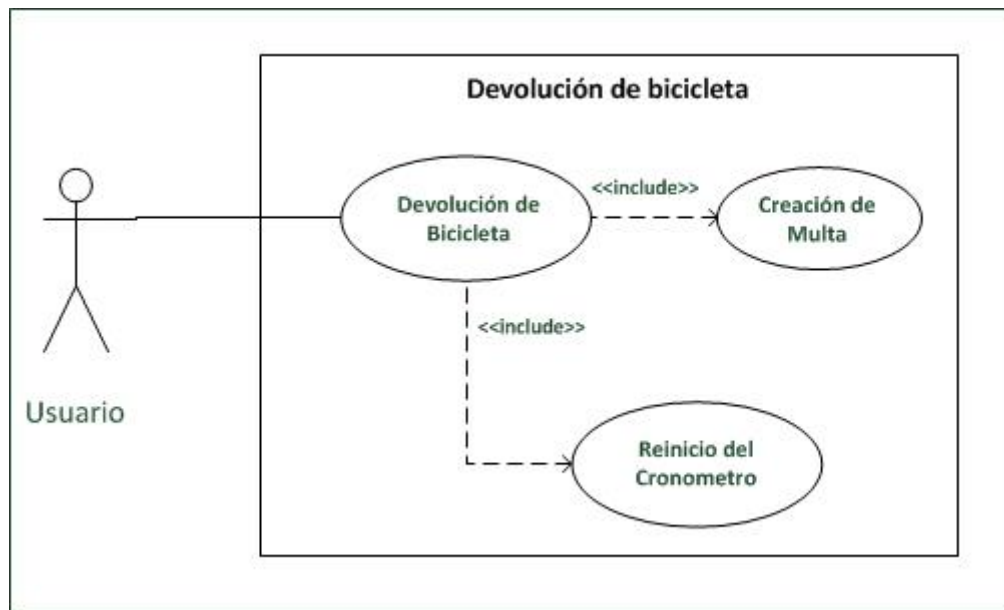 Devolución de bicicleta
Devolución de
Bicicleta
<<include>>
Creación de
Multa
<<include>>
Usuario
Reinicio del
Cronometro